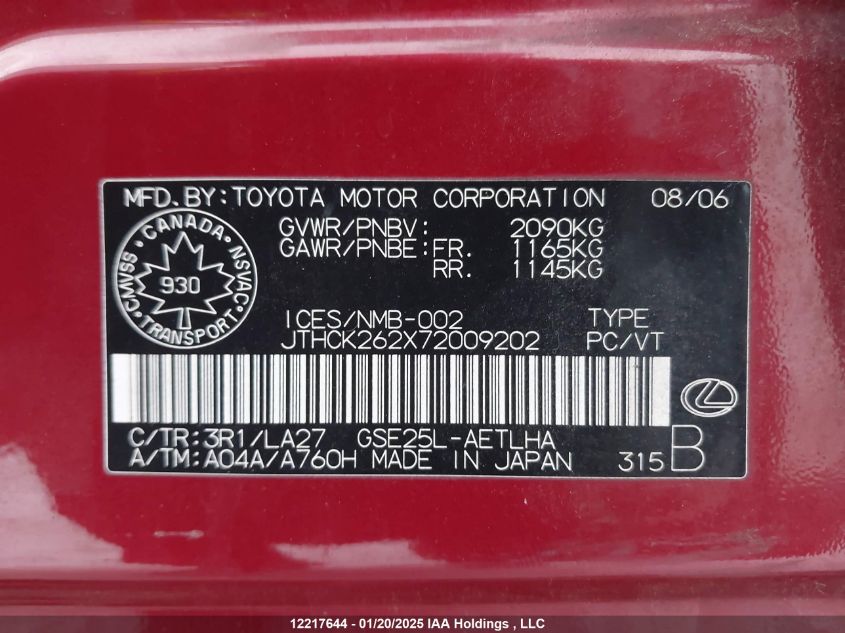 MFD. BY: TOYOTA MOTOR CORPORATION 08/06
GVWR/PNBV: 2090KG
GAWR/PNBE: FR. 1165KG
RR. 1145KG
CANADA
CMVSS 930 NSVAC
TRANSPORT
ICES/NMB-002 TYPE
JTHCK262X72009202 PC/VT
C/TR: 3R1/LA27 GSE25L-AETLHA
A/TM: A04A/A760H MADE IN JAPAN 315 B
12217644 - 01/20/2025 IAA Holdings , LLC